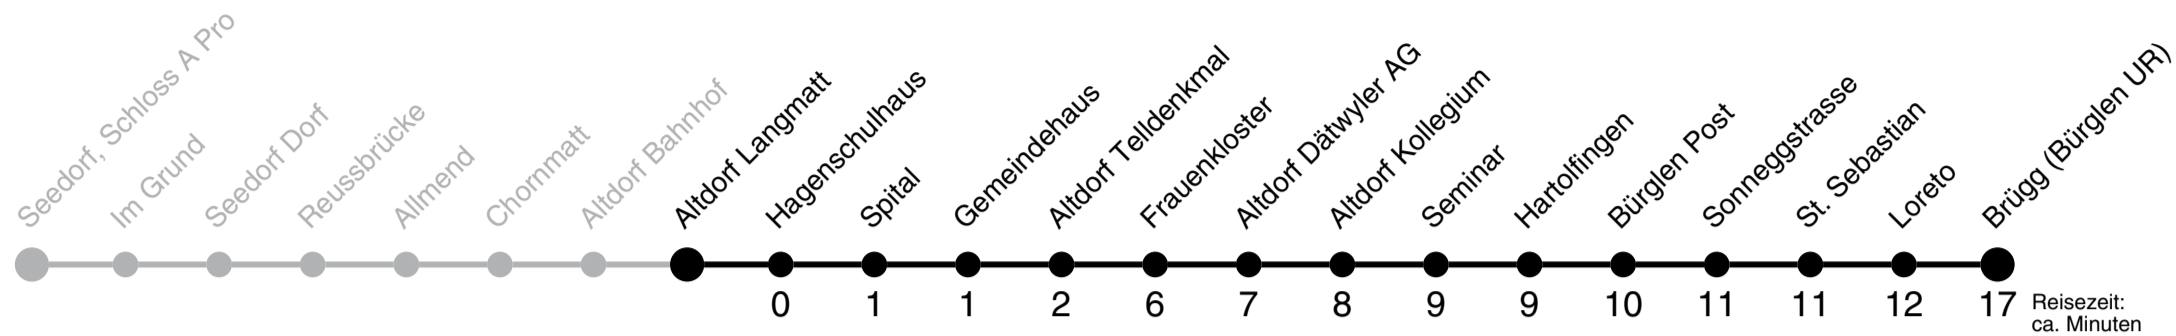 Seedorf, Schloss A Pro
Im Grund
Seedorf Dorf
Reussbrücke
Allmend
Chornmatt
Altdorf Bahnhof
Altdorf Langmatt
Hagenschulhaus
Spital
Gemeindehaus
Altdorf Telldenkmal
Frauenkloster
Altdorf Dätwyler AG
Altdorf Kollegium
Seminar
Hartolfingen
Bürglen Post
Sonneggstrasse
St. Sebastian
Loreto
Brügg (Bürglen UR)
0 1 1 2 6 7 8 9 9 10 11 11 12 17
Reisezeit:
ca. Minuten